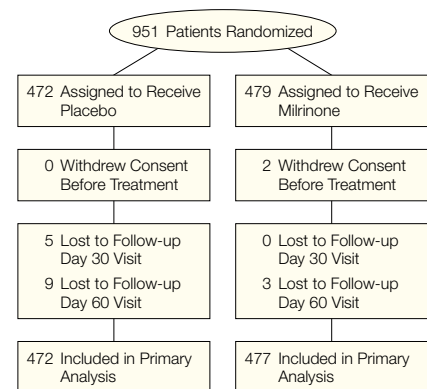 951 Patients Randomized
472 Assigned to Receive
Placebo
479 Assigned to Receive
Milrinone
0 Withdrew Consent
Before Treatment
2 Withdrew Consent
Before Treatment
5 Lost to Follow-up
Day 30 Visit
9 Lost to Follow-up
Day 60 Visit
0 Lost to Follow-up
Day 30 Visit
3 Lost to Follow-up
Day 60 Visit
472 Included in Primary
Analysis
477 Included in Primary
Analysis